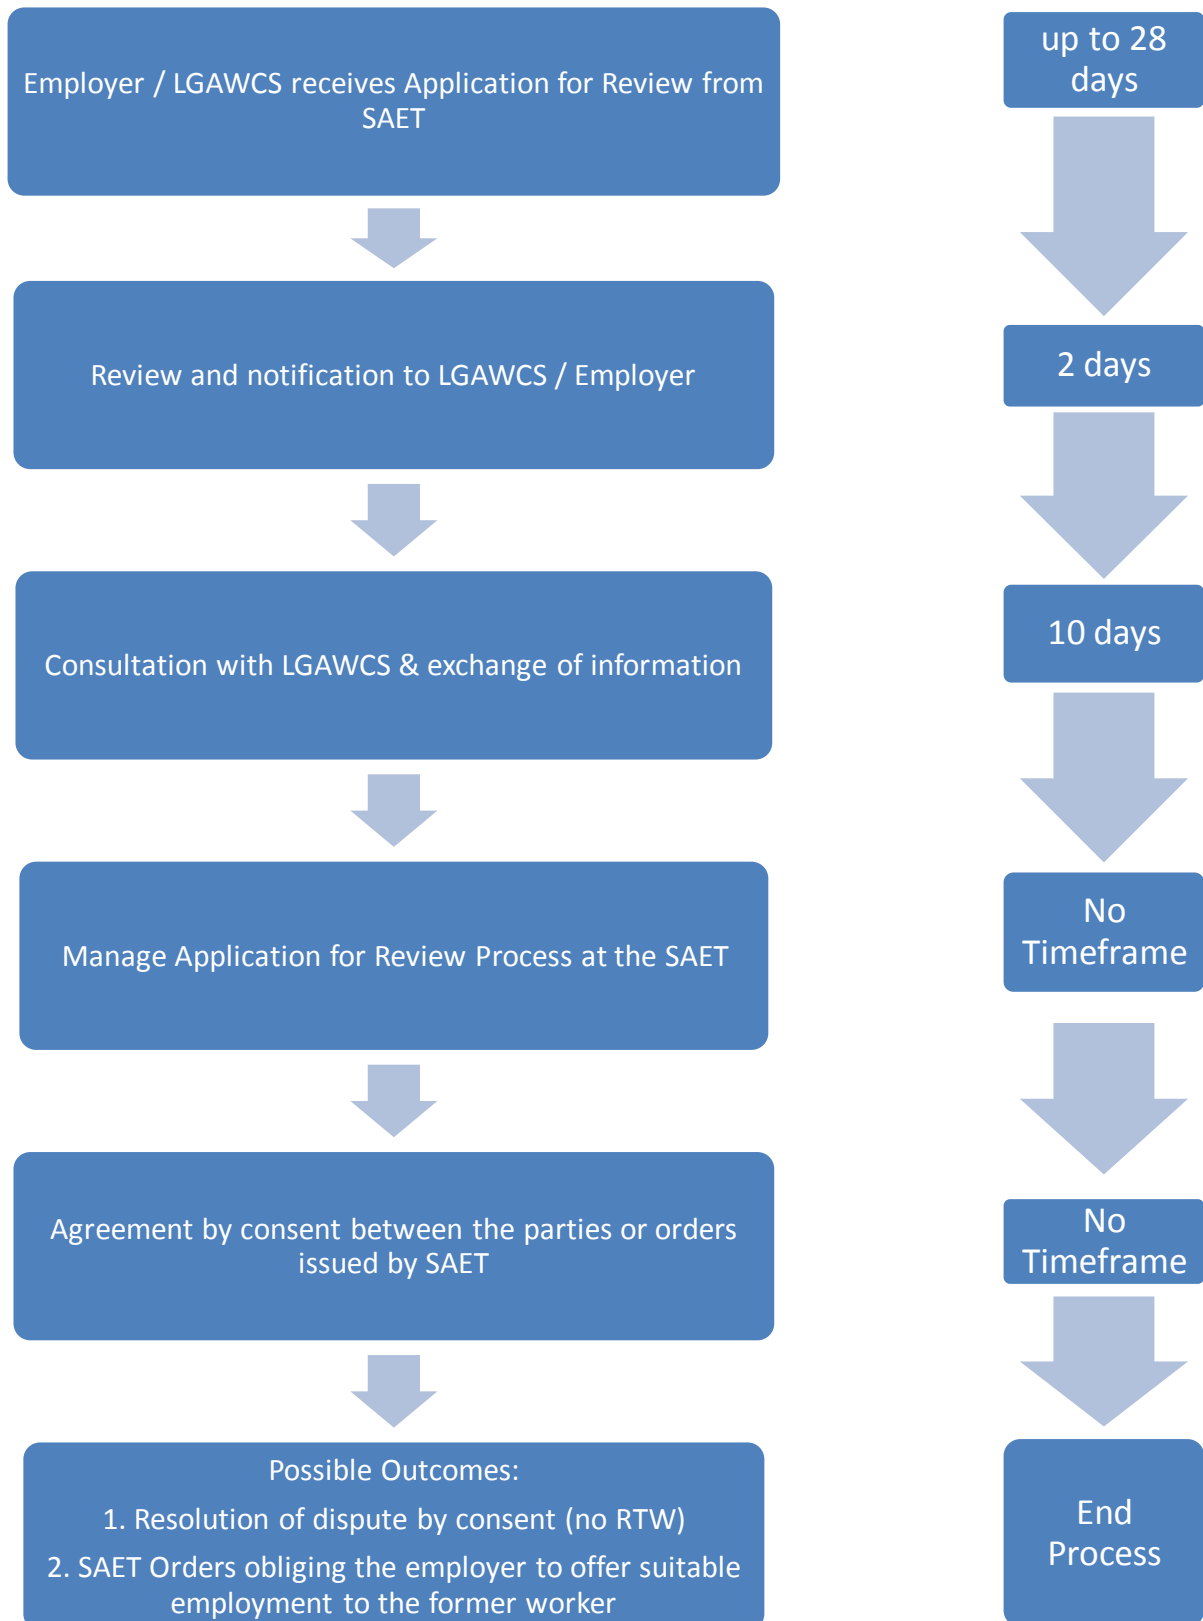 Employer / LGAWCS receives Application for Review from
SAET
up to 28
days
Review and notification to LGAWCS / Employer
2 days
Consultation with LGAWCS & exchange of information
10 days
Manage Application for Review Process at the SAET
No
Timeframe
Agreement by consent between the parties or orders
issued by SAET
No
Timeframe
Possible Outcomes:
1. Resolution of dispute by consent (no RTW)
2. SAET Orders obliging the employer to offer suitable
employment to the former worker
End
Process